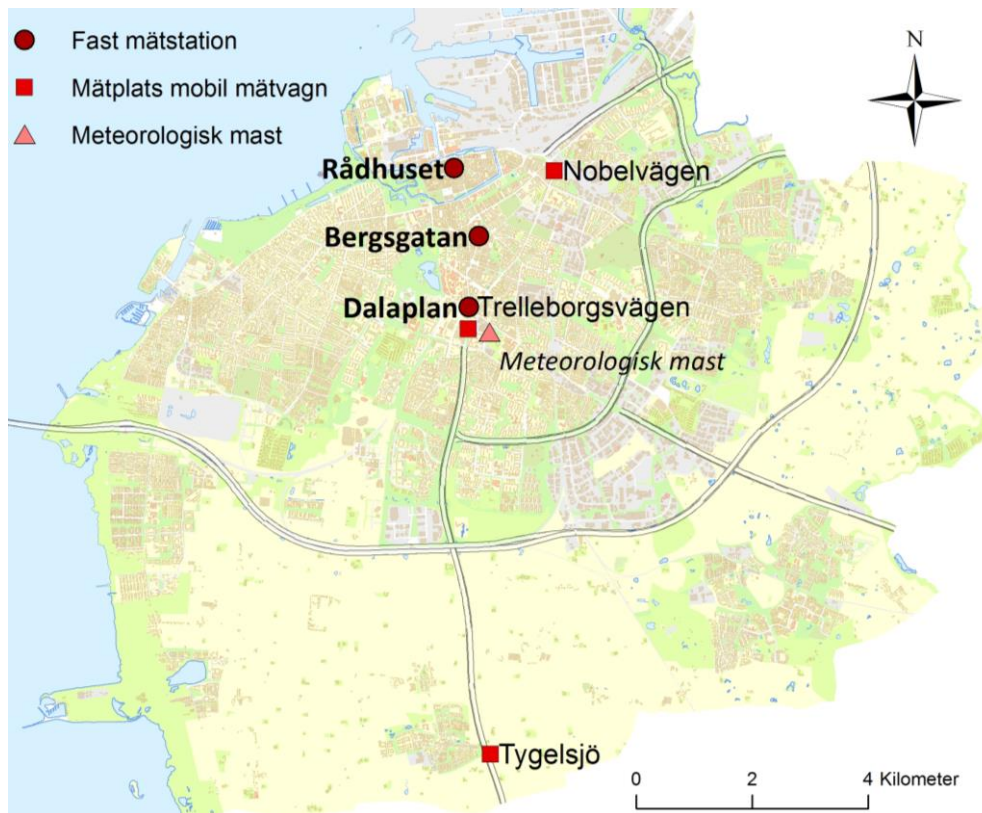 Fast mätstation
Mätplats mobil mätvagn
Meteorologisk mast
N
Rådhuset
Nobelvägen
Bergsgatan
Dalaplan
Trelleborgsvägen
Meteorologisk mast
Tygelsjö
0 2 4 Kilometer